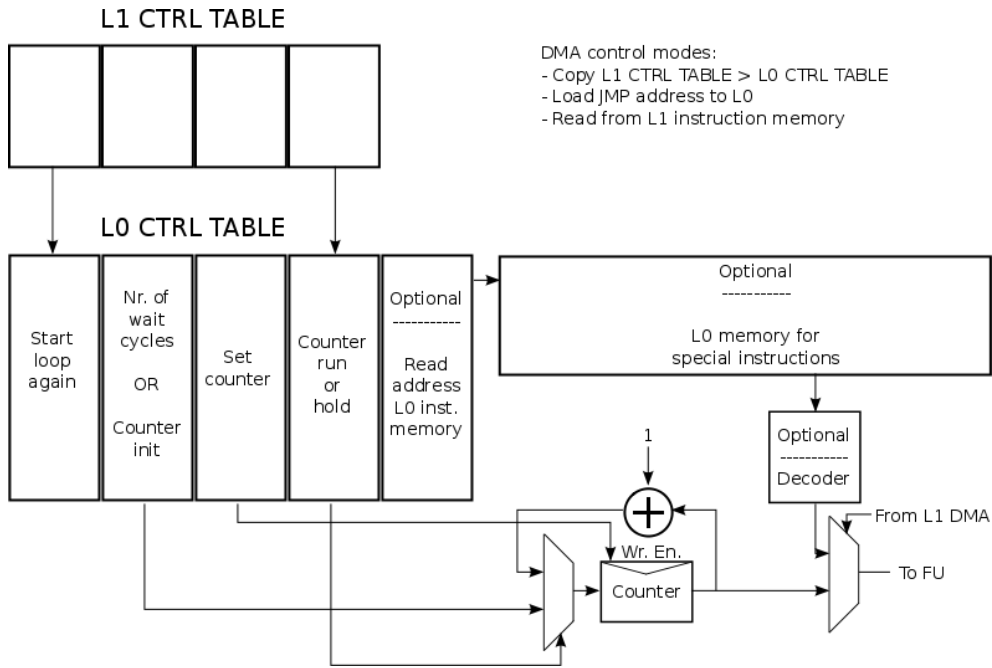 L1 CTRL TABLE
DMA control modes:
- Copy L1 CTRL TABLE > L0 CTRL TABLE
- Load JMP address to L0
- Read from L1 instruction memory
L0 CTRL TABLE
Start
loop
again
Nr. of
wait
cycles
OR
Counter
init
Set
counter
Counter
run
or
hold
Optional
-----------
Read
address
L0 inst.
memory
Optional
-----------
L0 memory for
special instructions
Optional
-----------
Decoder
1
Wr. En.
Counter
From L1 DMA
To FU